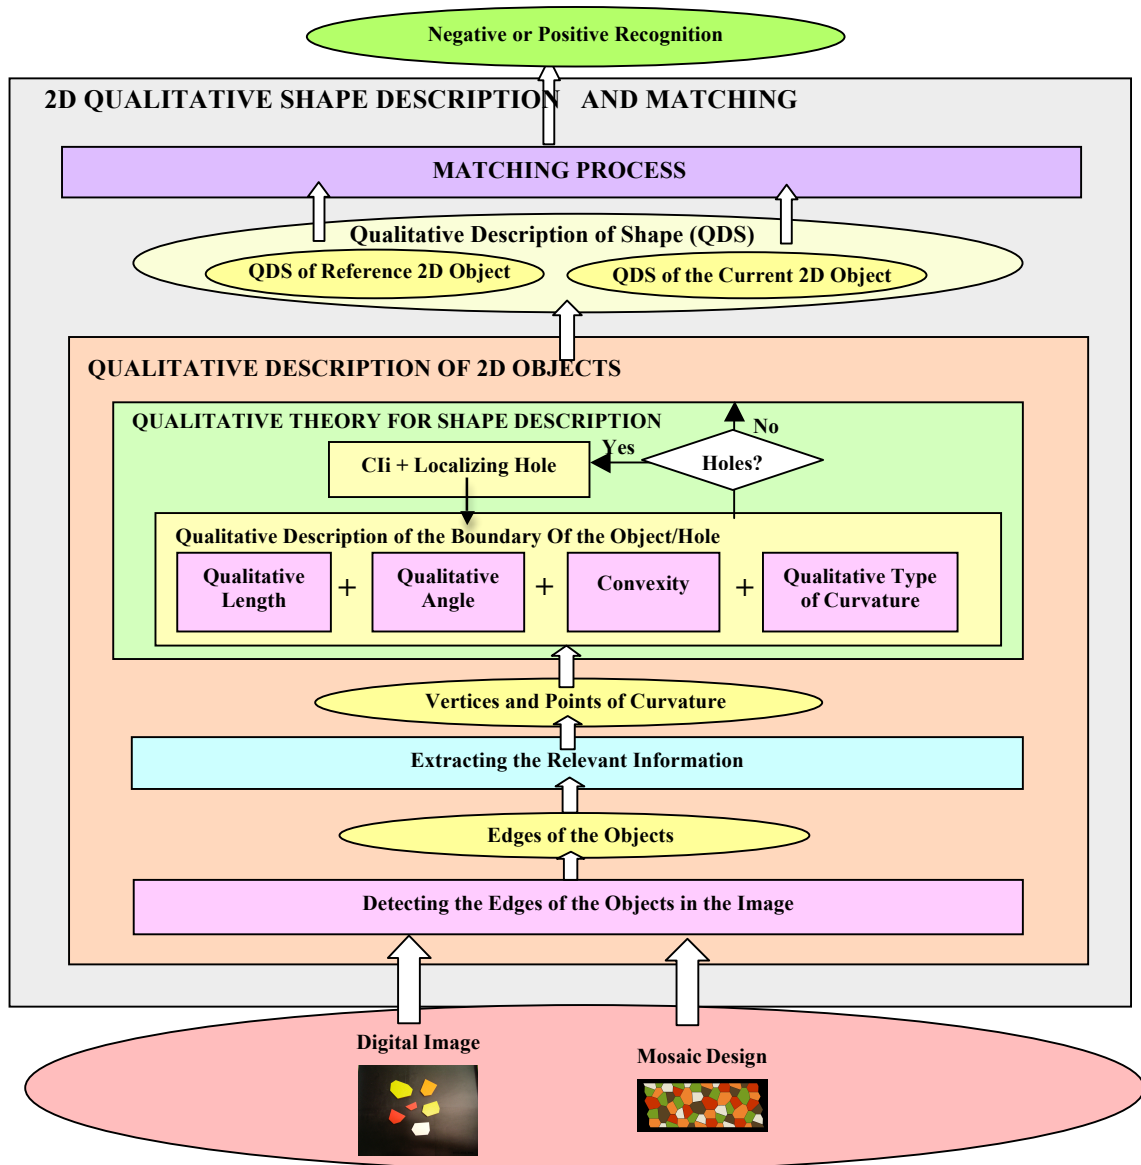 Negative or Positive Recognition
2D QUALITATIVE SHAPE DESCRIPTION AND MATCHING
MATCHING PROCESS
Qualitative Description of Shape (QDS)
QDS of Reference 2D Object
QDS of the Current 2D Object
QUALITATIVE DESCRIPTION OF 2D OBJECTS
QUALITATIVE THEORY FOR SHAPE DESCRIPTION
No
Yes
CIi + Localizing Hole
Holes?
Qualitative Description of the Boundary Of the Object/Hole
Qualitative
Length
+
Qualitative
Angle
+
Convexity
+
Qualitative Type
of Curvature
Vertices and Points of Curvature
Extracting the Relevant Information
Edges of the Objects
Detecting the Edges of the Objects in the Image
Digital Image
Mosaic Design